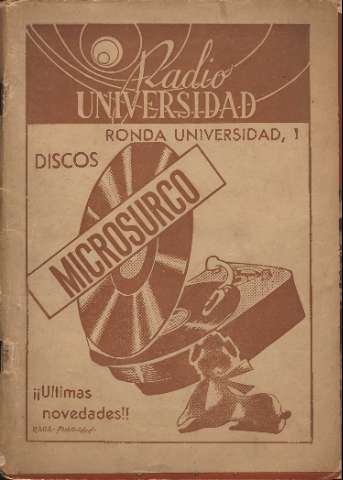 Radio
UNIVERSIDAD
RONDA UNIVERSIDAD, 1
DISCOS
MICROSURCO
¡¡Ultimas
novedades!!